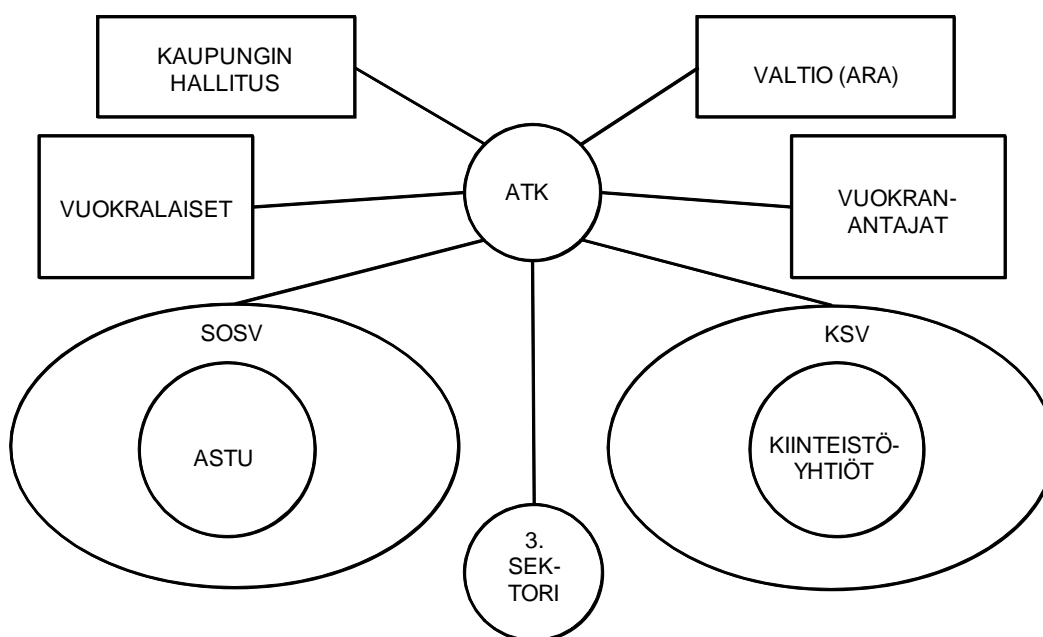 KAUPUNGIN
HALLITUS
VALTIO (ARA)
ATK
VUOKRALAISET
VUOKRAN-
ANTAJAT
SOSV
KSV
ASTU
KIINTEISTÖ-
YHTIÖT
3.
SEK-
TORI